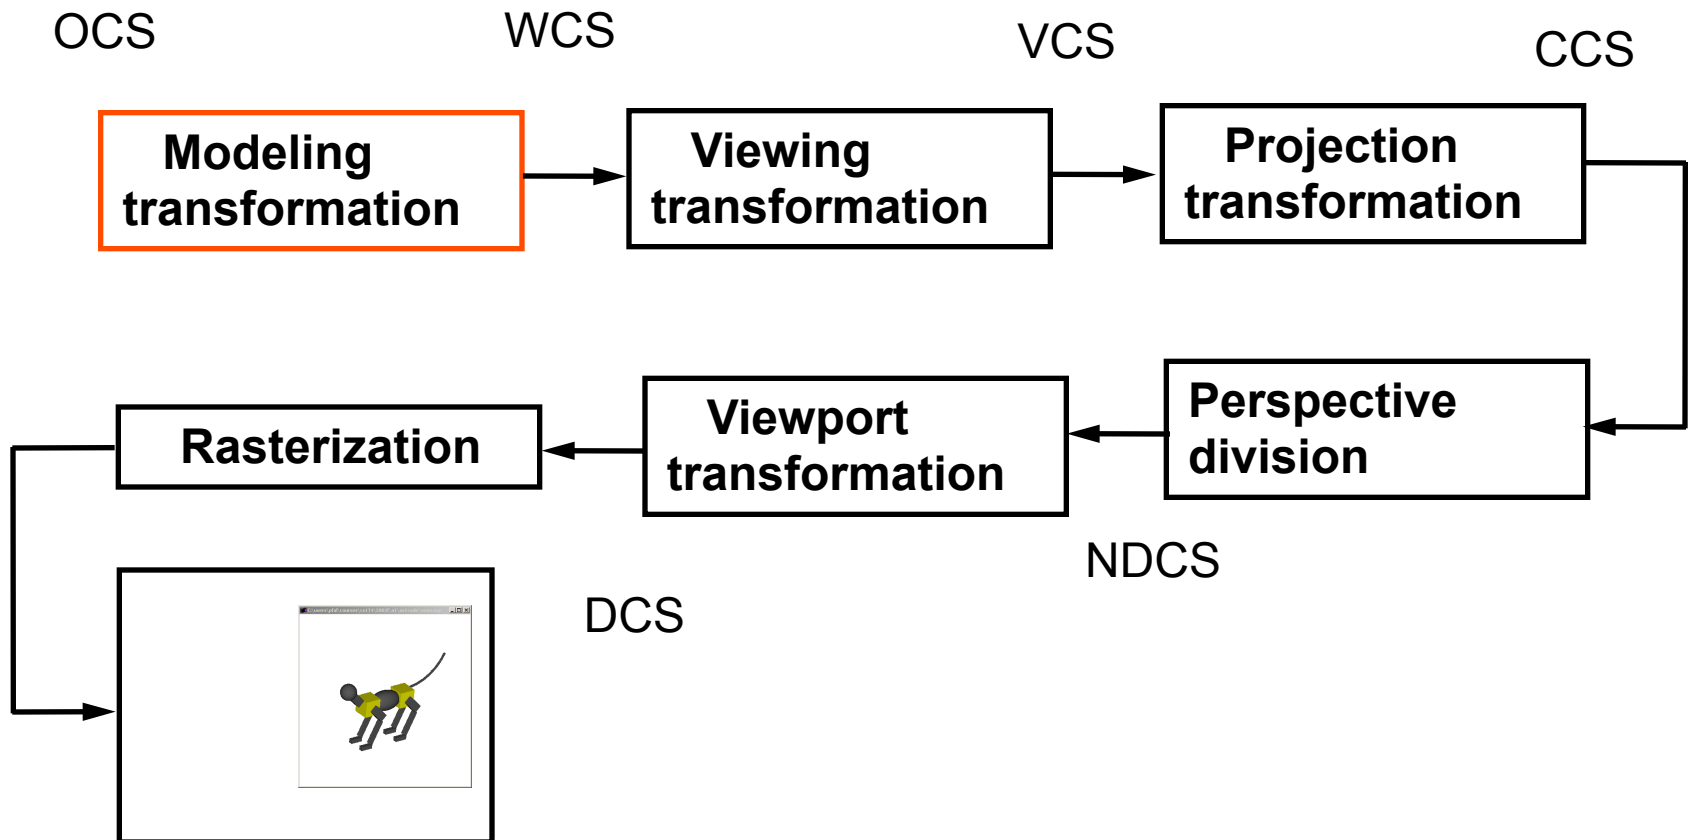 OCS
WCS
VCS
CCS
Modeling
transformation
Viewing
transformation
Projection
transformation
Rasterization
Viewport
transformation
Perspective
division
NDCS
DCS